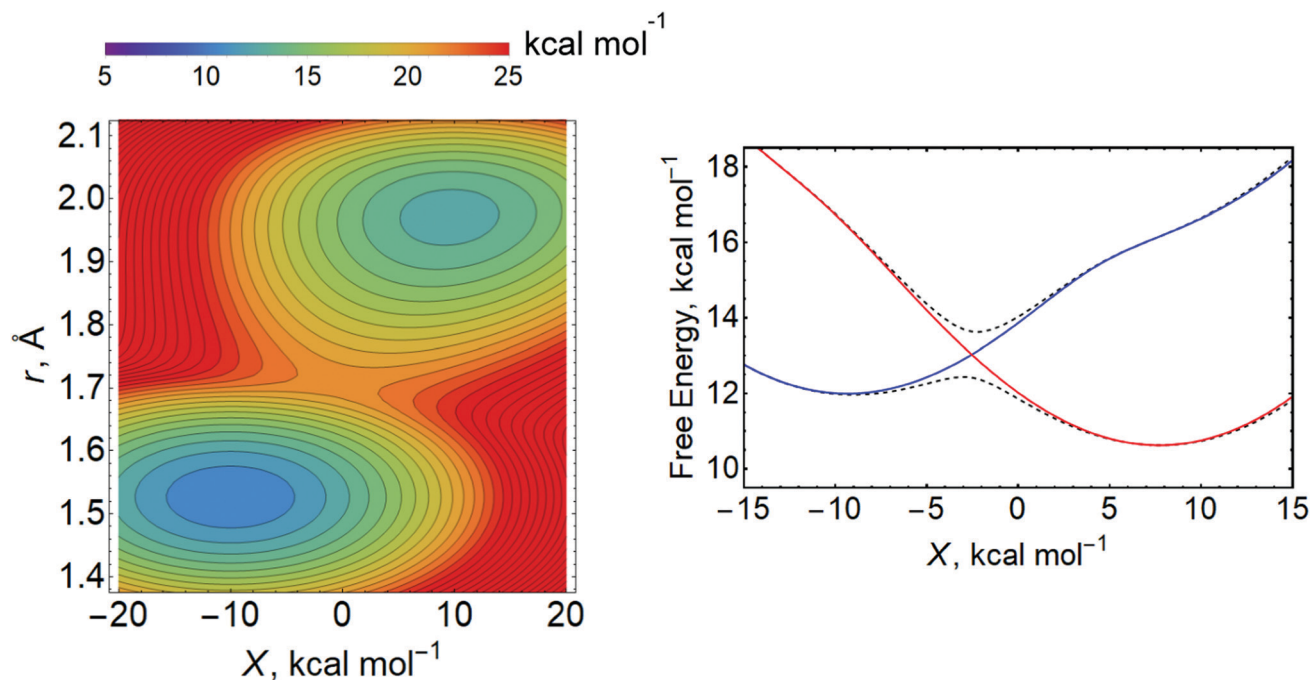 kcal mol⁻¹
5 10 15 20 25
2.1
2.0
1.9
1.8
1.7
1.6
1.5
1.4
r, Å
−20 −10 0 10 20
X, kcal mol⁻¹
18
16
14
12
10
Free Energy, kcal mol⁻¹
−15 −10 −5 0 5 10 15
X, kcal mol⁻¹